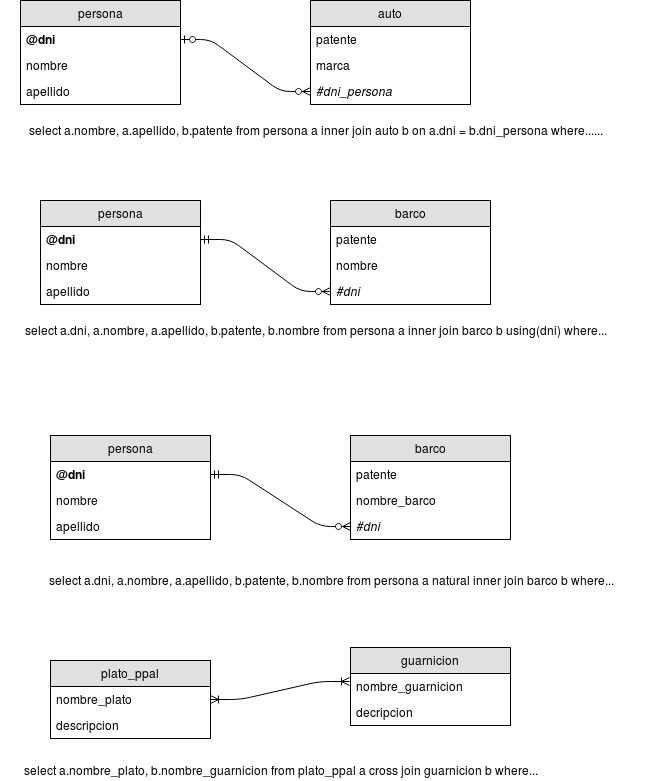 persona
@dni
nombre
apellido
auto
patente
marca
#dni_persona
select a.nombre, a.apellido, b.patente from persona a inner join auto b on a.dni = b.dni_persona where......
persona
@dni
nombre
apellido
barco
patente
nombre
#dni
select a.dni, a.nombre, a.apellido, b.patente, b.nombre from persona a inner join barco b using(dni) where...
persona
@dni
nombre
apellido
barco
patente
nombre_barco
#dni
select a.dni, a.nombre, a.apellido, b.patente, b.nombre from persona a natural inner join barco b where...
plato_ppal
nombre_plato
descripcion
guarnicion
nombre_guarnicion
decripcion
select a.nombre_plato, b.nombre_guarnicion from plato_ppal a cross join guarnicion b where...